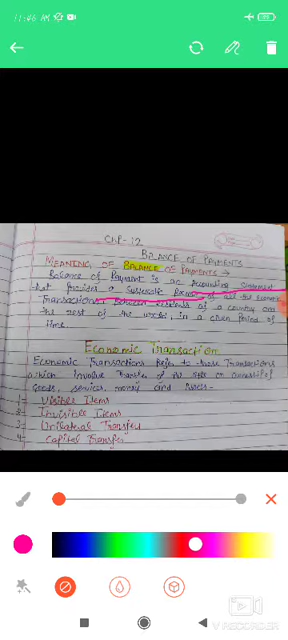 11:46 AM
CHP-12
BALANCE OF PAYMENTS
MEANING OF BALANCE OF PAYMENTS →
Balance of Payment is an Accounting Statement
that provides a Systematic Record of all the Economic
Transactions between residents of a country and
the rest of the world, in a given period of
time.
Economic Transaction
Economic Transactions Refer to those Transactions
which involve Transfer of the title or ownership of
goods, services, money and Assets-
1- Visible Items
2- Invisible Items
3- Unilateral Transfer
4- Capital Transfer
V.RECORDER